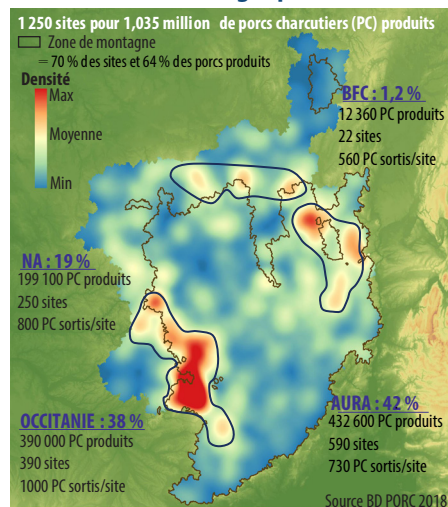 1 250 sites pour 1,035 million de porcs charcutiers (PC) produits
Zone de montagne
= 70 % des sites et 64 % des porcs produits
Densité
Max
Moyenne
Min
BFC : 1,2 %
12 360 PC produits
22 sites
560 PC sortis/site
NA : 19 %
199 100 PC produits
250 sites
800 PC sortis/site
OCCITANIE : 38 %
390 000 PC produits
390 sites
1000 PC sortis/site
AURA : 42 %
432 600 PC produits
590 sites
730 PC sortis/site
Source BD PORC 2018